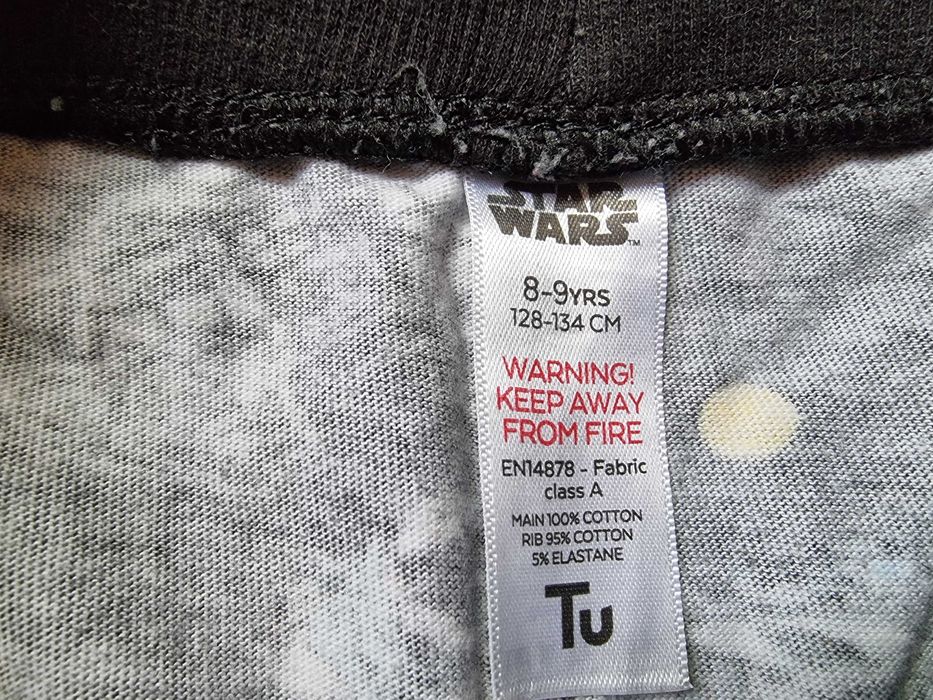 STAR
WARS™
8-9YRS
128-134 CM
WARNING!
KEEP AWAY
FROM FIRE
EN14878 - Fabric
class A
MAIN 100% COTTON
RIB 95% COTTON
5% ELASTANE
Tu